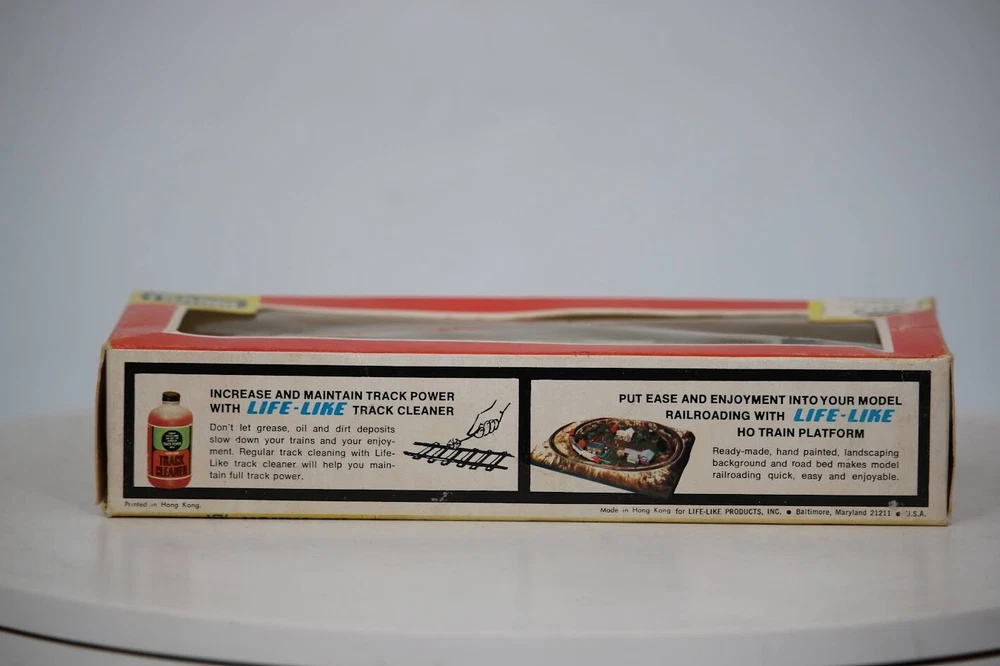 INCREASE AND MAINTAIN TRACK POWER
WITH LIFE-LIKE TRACK CLEANER
Don't let grease, oil and dirt deposits
slow down your trains and your enjoy-
ment. Regular track cleaning with Life-
Like track cleaner will help you main-
tain full track power.
TRACK
CLEANER
PUT EASE AND ENJOYMENT INTO YOUR MODEL
RAILROADING WITH LIFE-LIKE
HO TRAIN PLATFORM
Ready-made, hand painted, landscaping
background and road bed makes model
railroading quick, easy and enjoyable.
Printed in Hong Kong.
Made in Hong Kong for LIFE-LIKE PRODUCTS, INC. ● Baltimore, Maryland 21211 ● U.S.A.